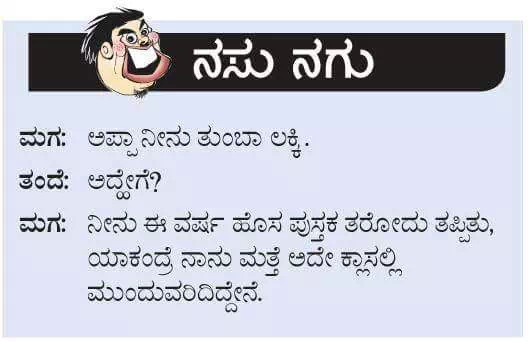 ನಸು ನಗು
ಮಗ: ಅಪ್ಪಾ ನೀನು ತುಂಬಾ ಲಕ್ಕಿ.
ತಂದೆ: ಅದ್ಹೇಗೆ?
ಮಗ: ನೀನು ಈ ವರ್ಷ ಹೊಸ ಪುಸ್ತಕ ತರೋದು ತಪ್ಪಿತು,
ಯಾಕಂದ್ರೆ ನಾನು ಮತ್ತೆ ಅದೇ ಕ್ಲಾಸಲ್ಲಿ
ಮುಂದುವರಿದಿದ್ದೇನೆ.